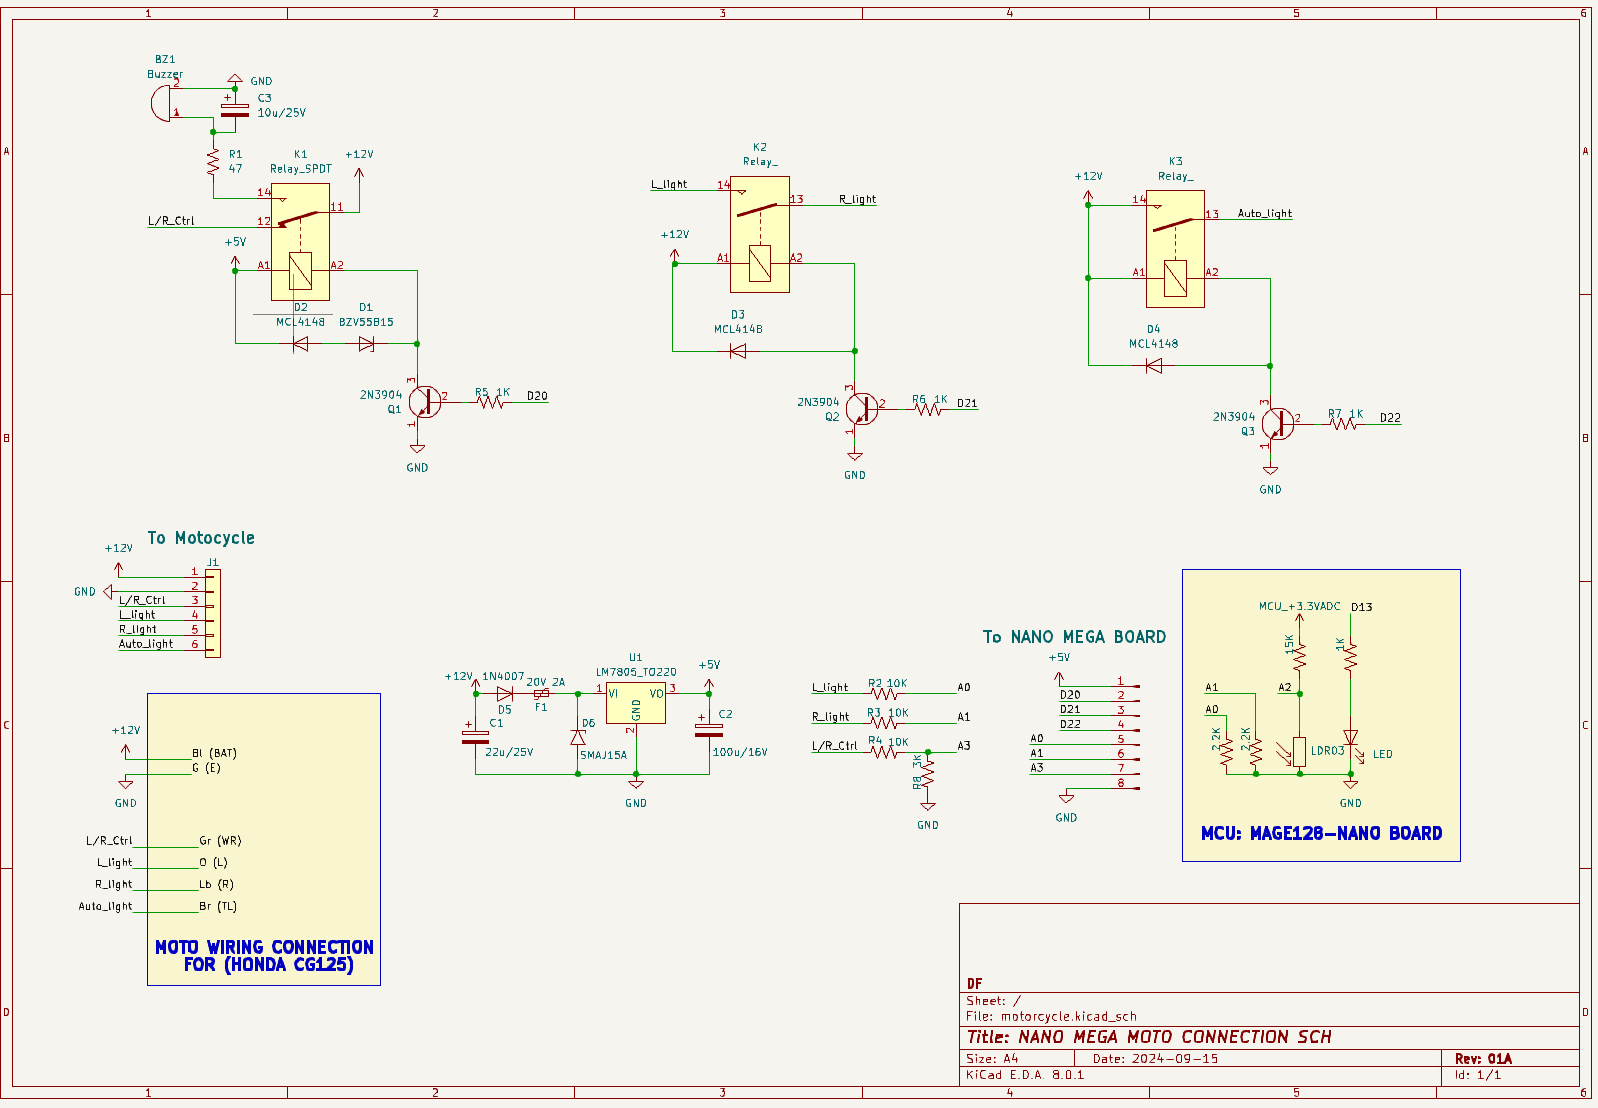 1 2 3 4 5 6
A
B
C
D
BZ1
Buzzer
2
1
GND
+
C3
10u/25V
R1
47
K1
Relay_SPDT
+12V
14
11
12
L/R_Ctrl
+5V
A1
A2
D2
MCL4148
D1
BZV55B15
3
2N3904
Q1
2
R5 1K
D20
1
GND
K2
Relay_
L_light
14
13
R_light
+12V
A1
A2
D3
MCL4148
3
2N3904
Q2
2
R6 1K
D21
1
GND
K3
Relay_
+12V
14
13
Auto_light
A1
A2
D4
MCL4148
3
2N3904
Q3
2
R7 1K
D22
1
GND
To Motocycle
+12V
J1
1
GND
2
L/R_Ctrl
3
L_light
4
R_light
5
Auto_light
6
+12V
Bl (BAT)
G (E)
GND
L/R_Ctrl
Gr (WR)
L_light
O (L)
R_light
Lb (R)
Auto_light
Br (TL)
MOTO WIRING CONNECTION
FOR (HONDA CG125)
+12V
1N4007
D5
20V 2A
F1
U1
LM7805_TO220
1
VI
VO
3
GND
2
+5V
+
C1
22u/25V
D6
SMAJ15A
+
C2
100u/16V
GND
L_light
R2 10K
A0
R_light
R3 10K
A1
L/R_Ctrl
R4 10K
A3
R8 3K
GND
To NANO MEGA BOARD
+5V
1
D20
2
D21
3
D22
4
A0
5
A1
6
A3
7
8
GND
MCU_+3.3VADC
D13
15K
1K
A1
A2
A0
2.2K
2.2K
LDR03
LED
GND
MCU: MAGE128-NANO BOARD
DF
Sheet: /
File: motorcycle.kicad_sch
Title: NANO MEGA MOTO CONNECTION SCH
Size: A4
Date: 2024-09-15
Rev: 01A
KiCad E.D.A. 8.0.1
Id: 1/1
A
B
C
D
1 2 3 4 5 6